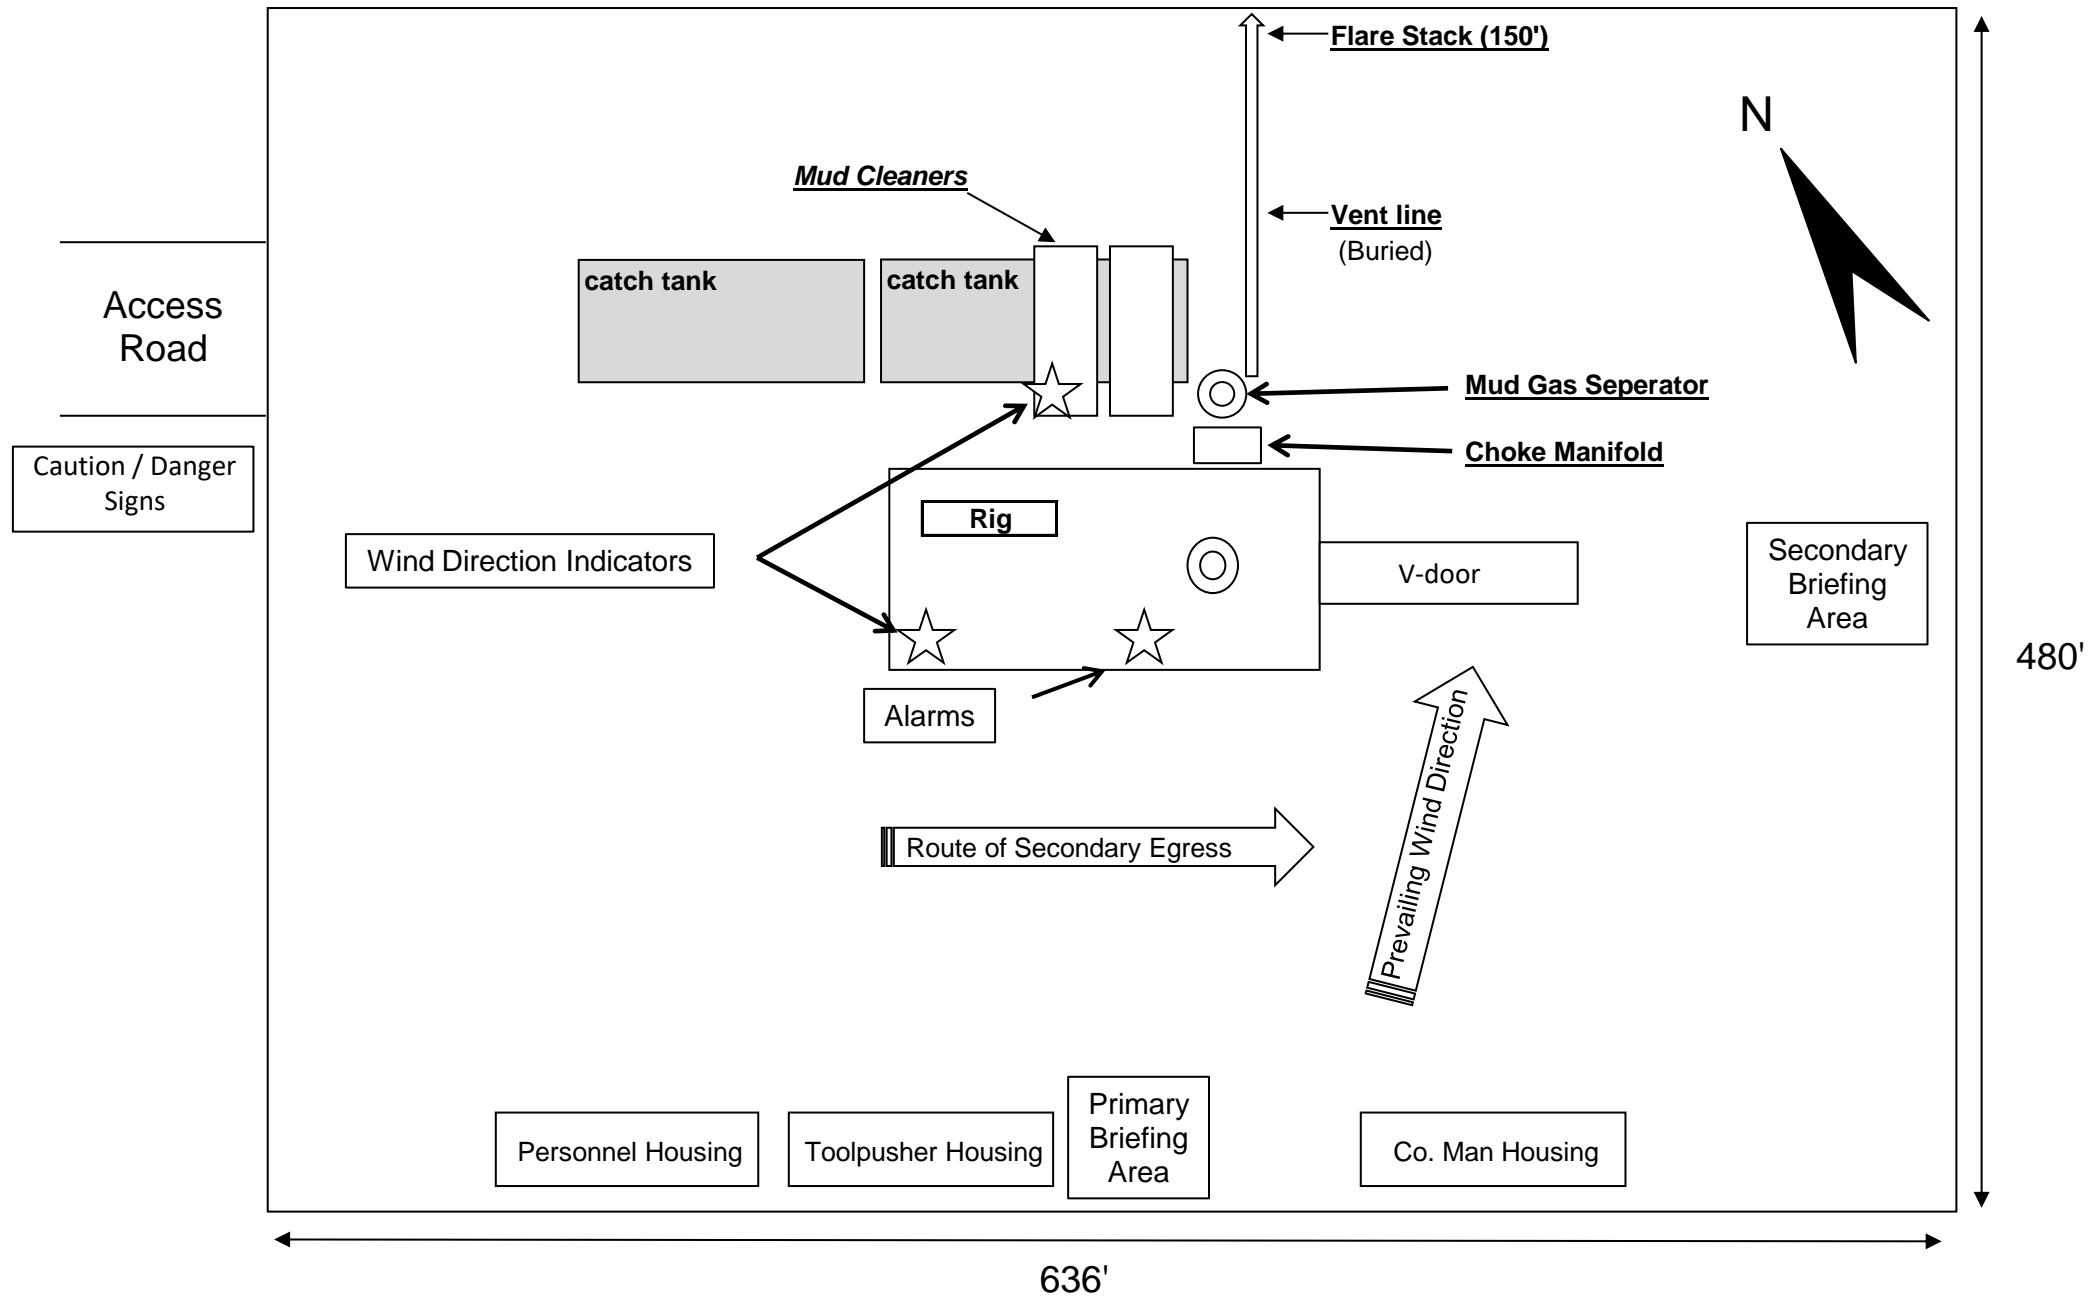 Flare Stack (150')
N
Mud Cleaners
Vent line
(Buried)
catch tank
catch tank
Access
Road
Mud Gas Seperator
Choke Manifold
Caution / Danger
Signs
Rig
Wind Direction Indicators
V-door
Secondary
Briefing
Area
480'
Alarms
Prevailing Wind Direction
Route of Secondary Egress
Personnel Housing
Toolpusher Housing
Primary
Briefing
Area
Co. Man Housing
636'